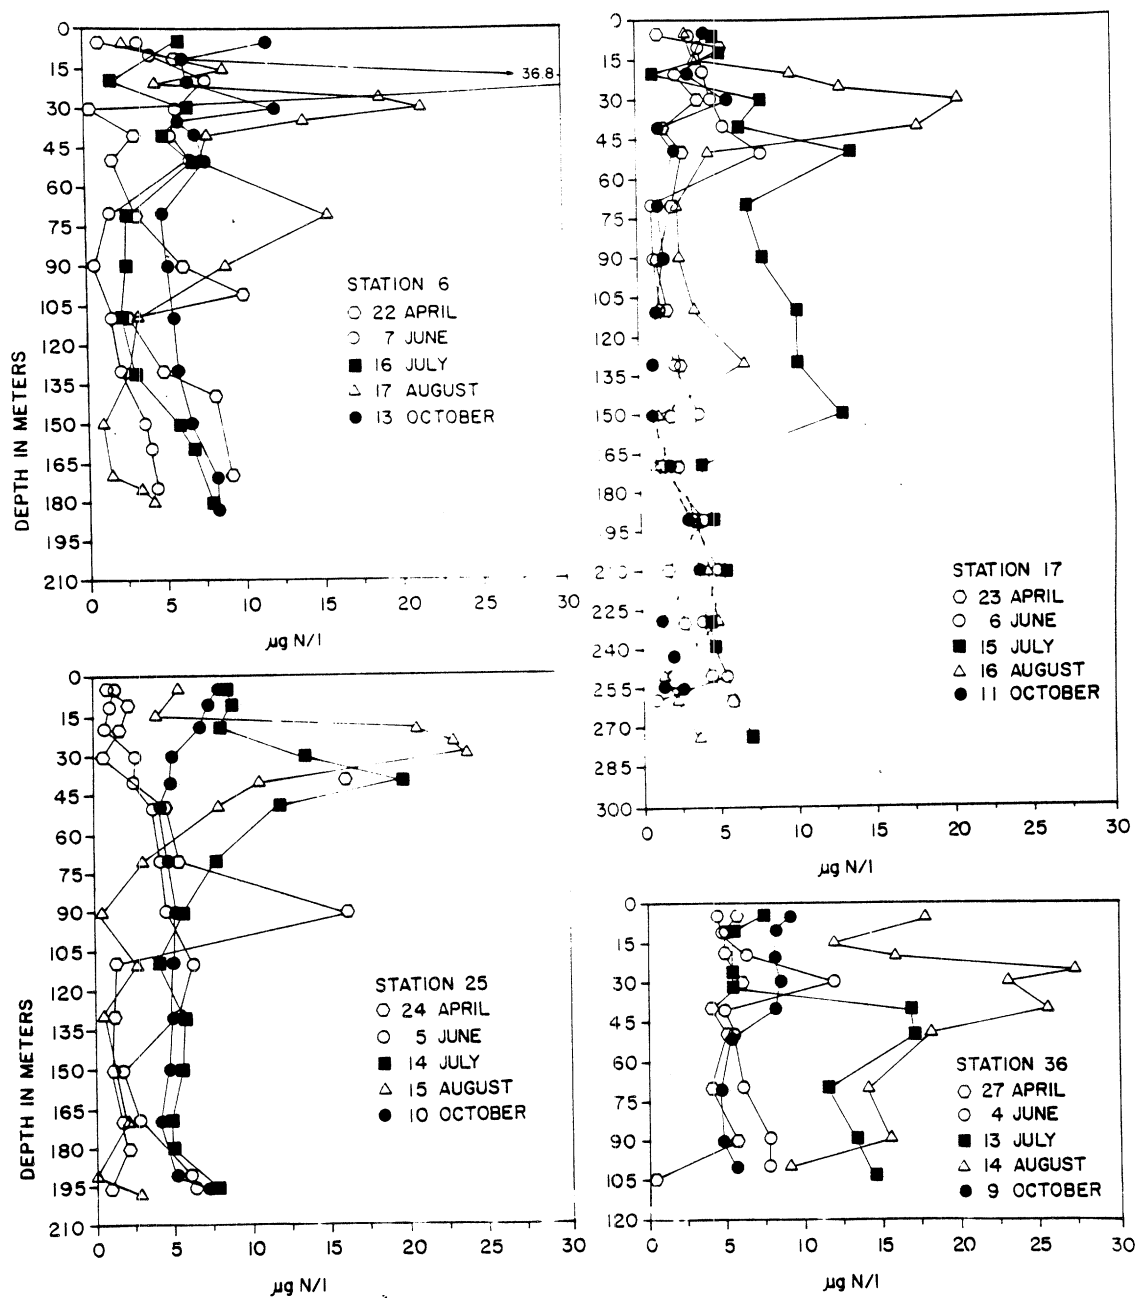 0
15
30
45
60
75
90
105
120
135
150
165
180
195
210
DEPTH IN METERS
36.8
STATION 6
22 APRIL
7 JUNE
16 JULY
17 AUGUST
13 OCTOBER
0 5 10 15 20 30
µg N/l
0
15
30
45
60
75
90
105
120
135
150
165
180
195
210
225
240
255
270
285
300
STATION 17
23 APRIL
6 JUNE
15 JULY
16 AUGUST
11 OCTOBER
0 5 10 15 20 30
µg N/l
0
15
30
45
60
75
90
105
120
135
150
165
180
195
210
DEPTH IN METERS
STATION 25
24 APRIL
5 JUNE
14 JULY
15 AUGUST
10 OCTOBER
0 5 10 15 20 25 30
µg N/l
0
15
30
45
60
75
90
105
120
STATION 36
27 APRIL
4 JUNE
13 JULY
14 AUGUST
9 OCTOBER
0 5 10 15 20 25 30
µg N/l